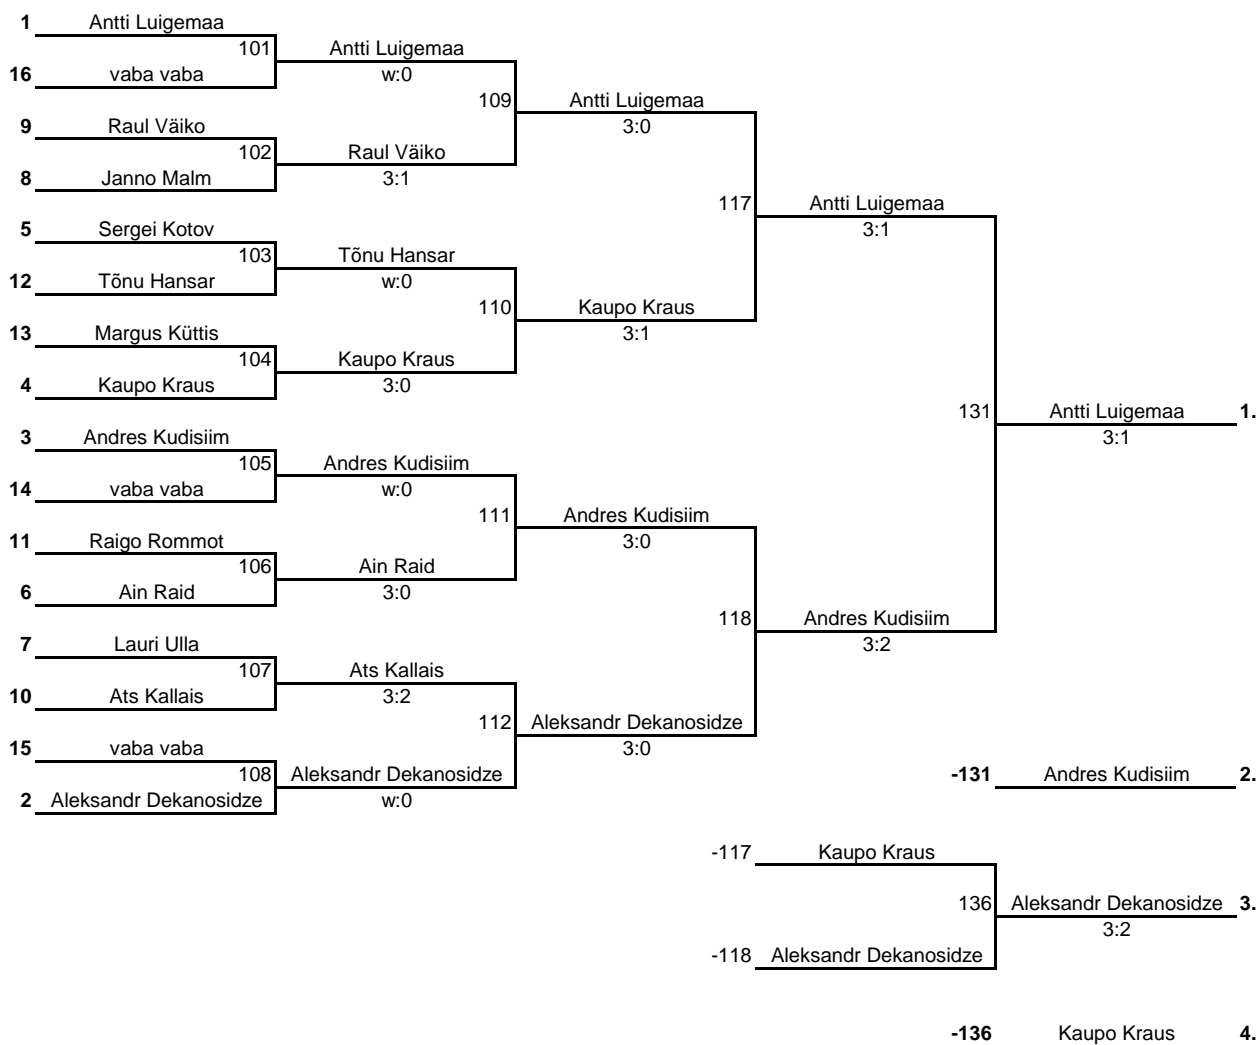 1 Antti Luigemaa
101 Antti Luigemaa
16 vaba vaba w:0
109 Antti Luigemaa
9 Raul Väiko 3:0
102 Raul Väiko
8 Janno Malm 3:1
117 Antti Luigemaa
5 Sergei Kotov 3:1
103 Tõnu Hansar
12 Tõnu Hansar w:0
110 Kaupo Kraus
13 Margus Küttis 3:1
104 Kaupo Kraus
4 Kaupo Kraus 3:0
131 Antti Luigemaa 1.
3 Andres Kudisiim 3:1
105 Andres Kudisiim
14 vaba vaba w:0
111 Andres Kudisiim
11 Raigo Rommot 3:0
106 Ain Raid
6 Ain Raid 3:0
118 Andres Kudisiim
7 Lauri Ulla 3:2
107 Ats Kallais
10 Ats Kallais 3:2
112 Aleksandr Dekanosidze
15 vaba vaba 3:0
108 Aleksandr Dekanosidze -131 Andres Kudisiim 2.
2 Aleksandr Dekanosidze w:0
-117 Kaupo Kraus
136 Aleksandr Dekanosidze 3.
3:2
-118 Aleksandr Dekanosidze
-136 Kaupo Kraus 4.